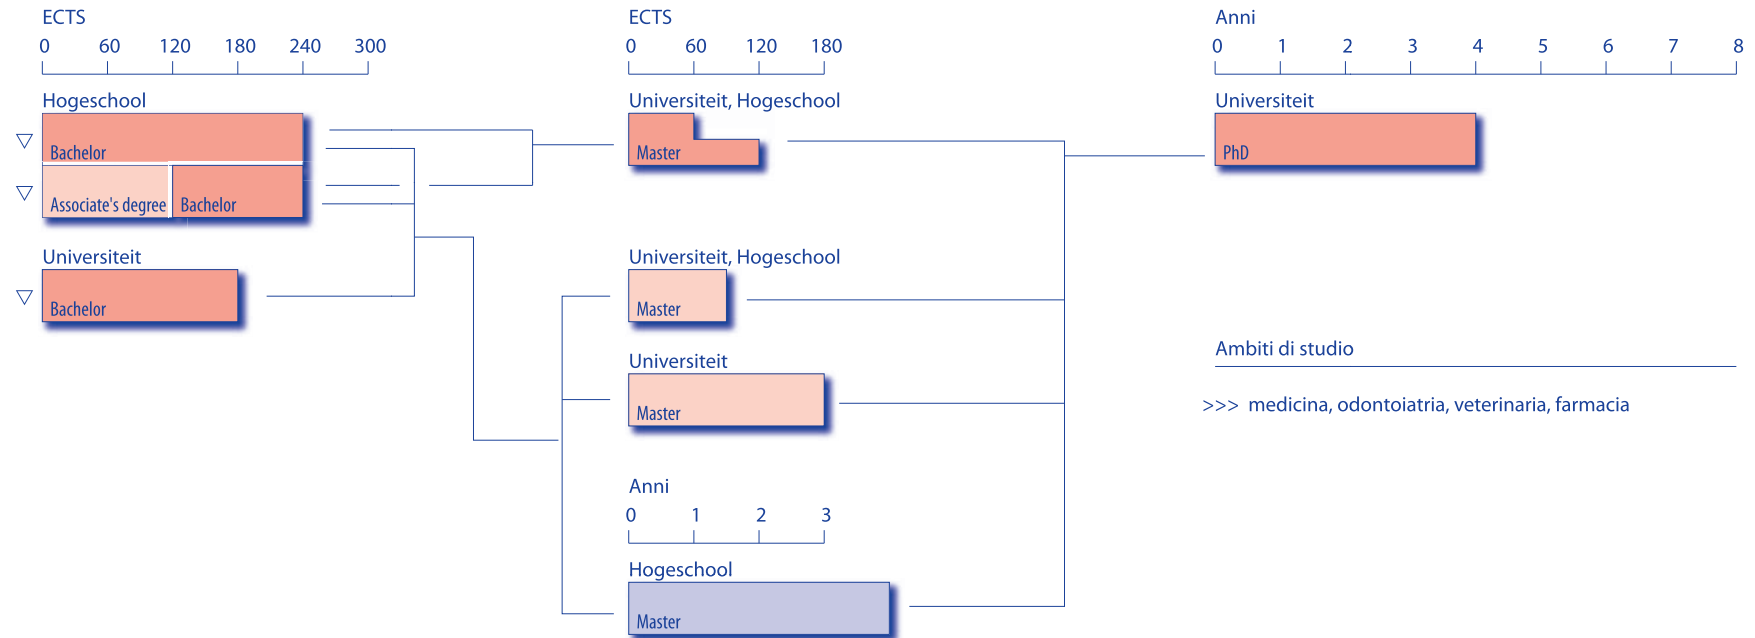 ECTS
0 60 120 180 240 300
Hogeschool
Bachelor
Associate's degree
Bachelor
Universiteit
Bachelor
ECTS
0 60 120 180
Universiteit, Hogeschool
Master
Universiteit, Hogeschool
Master
Universiteit
Master
Anni
0 1 2 3
Hogeschool
Master
Anni
0 1 2 3 4 5 6 7 8
Universiteit
PhD
Ambiti di studio
>>> medicina, odontoiatria, veterinaria, farmacia